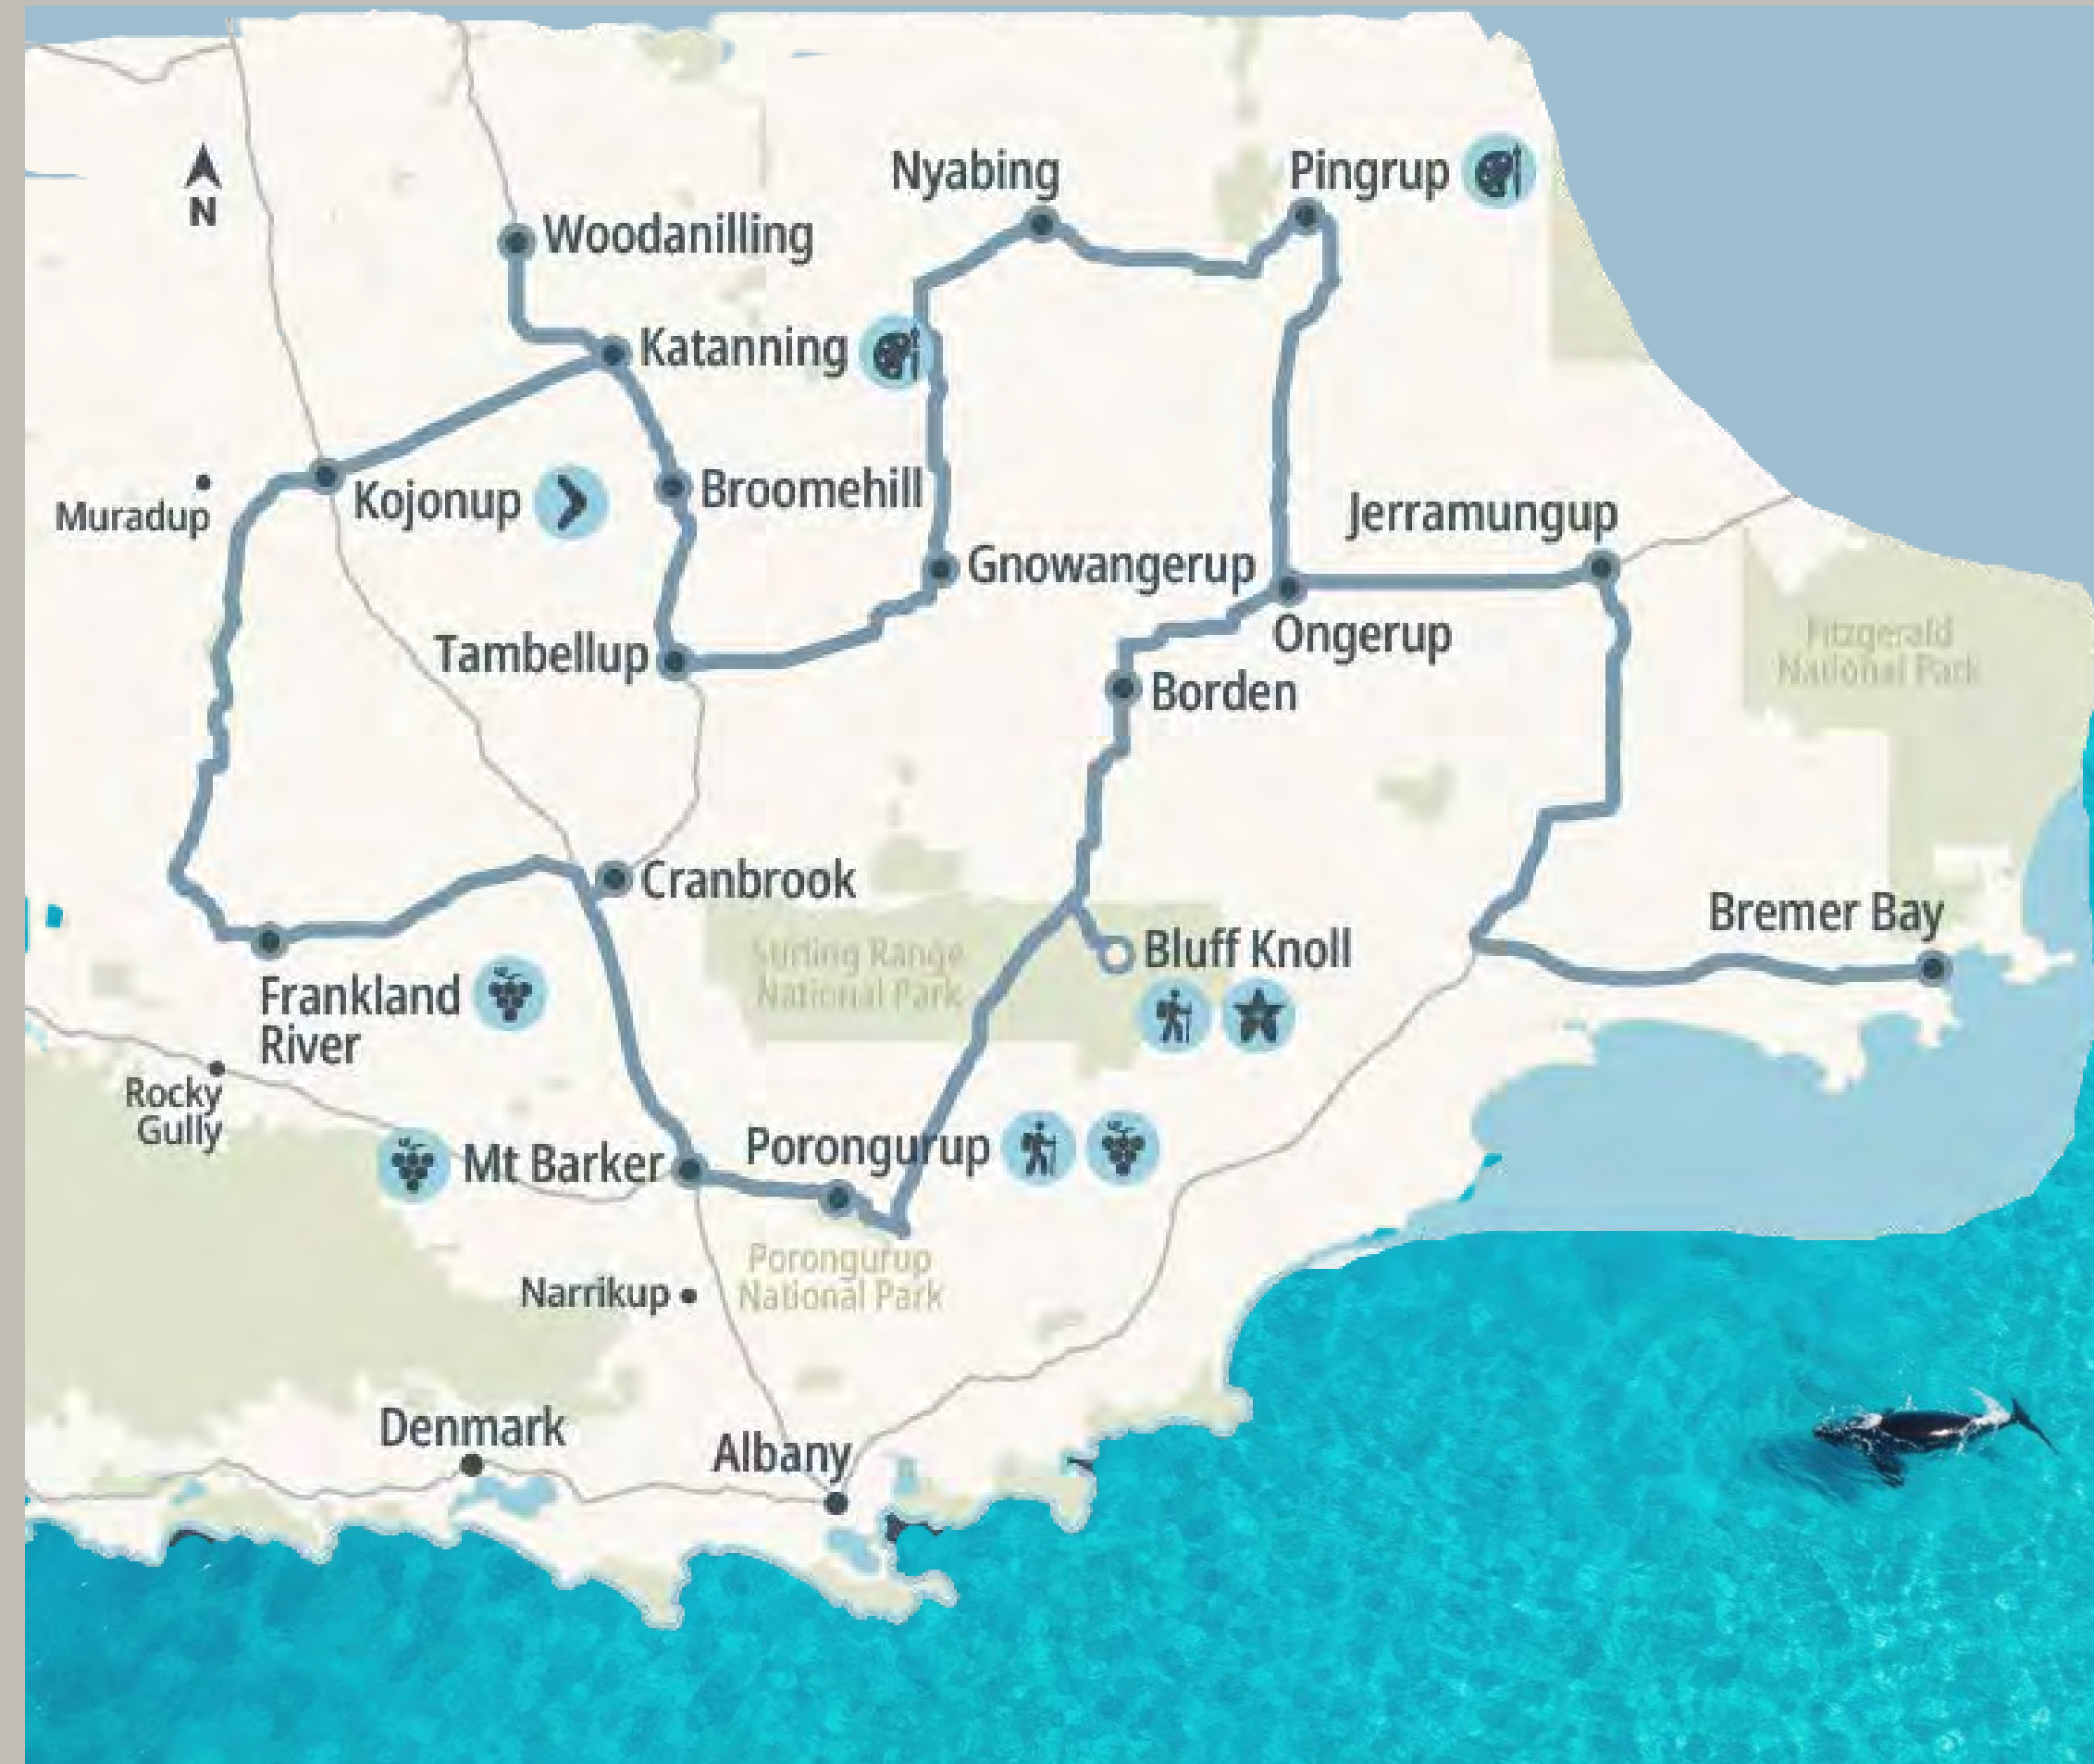 Nyabing
Pingrup
N
Woodanilling
Katanning
Kojonup
Broomehill
Muradup
Jerramungup
Gnowangerup
Ongerup
Tambellup
Borden
Fitzgerald
National Park
Cranbrook
Bremer Bay
Stirling Range
National Park
Bluff Knoll
Frankland
River
Rocky
Gully
Mt Barker
Porongurup
Porongurup
National Park
Narrikup
Denmark
Albany